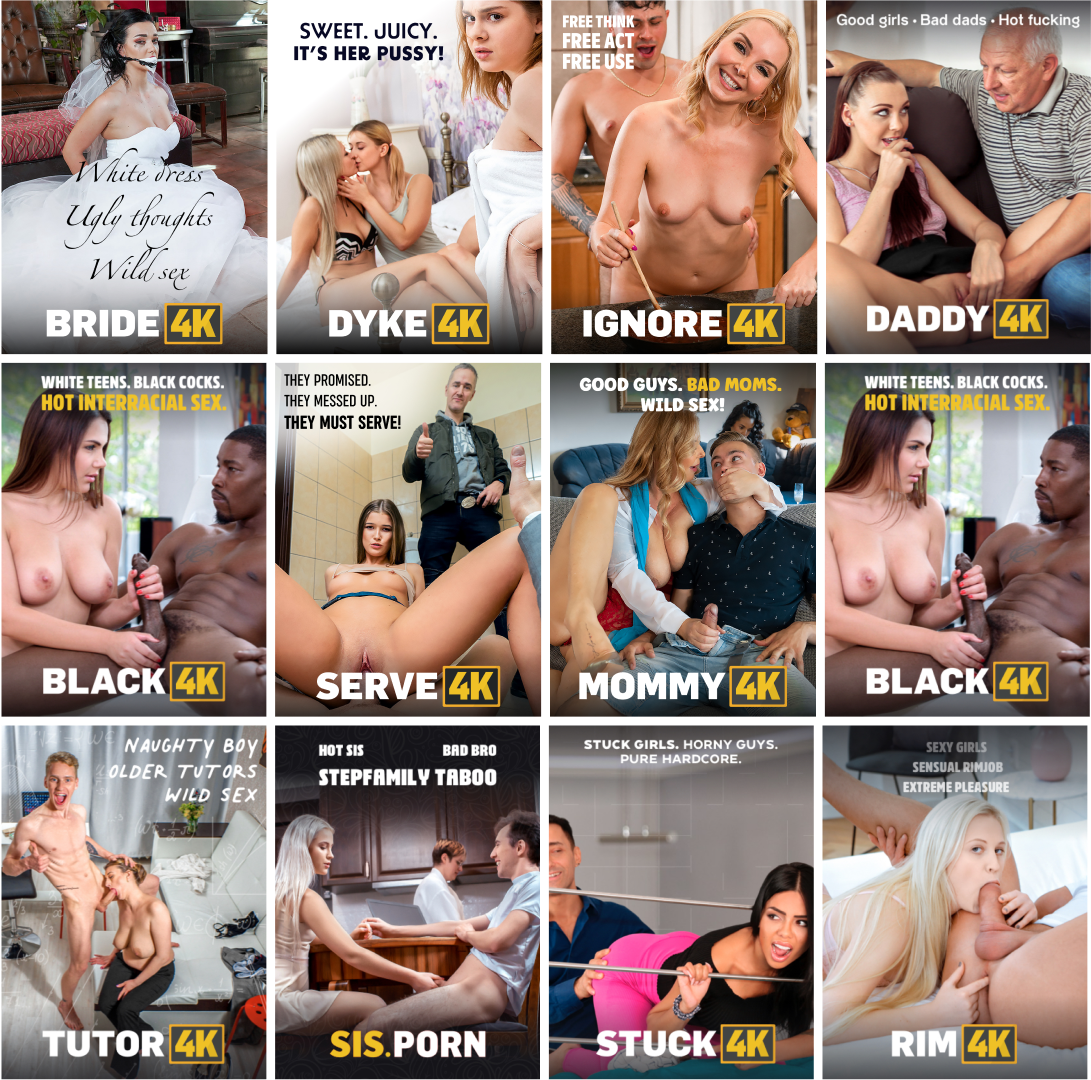 White dress
Ugly thoughts
Wild sex
BRIDE 4K
SWEET. JUICY.
IT'S HER PUSSY!
DYKE 4K
FREE THINK
FREE ACT
FREE USE
IGNORE 4K
Good girls • Bad dads • Hot fucking
DADDY 4K
WHITE TEENS. BLACK COCKS.
HOT INTERRACIAL SEX.
BLACK 4K
THEY PROMISED.
THEY MESSED UP.
THEY MUST SERVE!
SERVE 4K
GOOD GUYS. BAD MOMS.
WILD SEX!
MOMMY 4K
WHITE TEENS. BLACK COCKS.
HOT INTERRACIAL SEX.
BLACK 4K
NAUGHTY BOY
OLDER TUTORS
WILD SEX
TUTOR 4K
HOT SIS BAD BRO
STEPFAMILY TABOO
SIS.PORN
STUCK GIRLS. HORNY GUYS.
PURE HARDCORE.
STUCK 4K
SEXY GIRLS
SENSUAL RIMJOB
EXTREME PLEASURE
RIM 4K